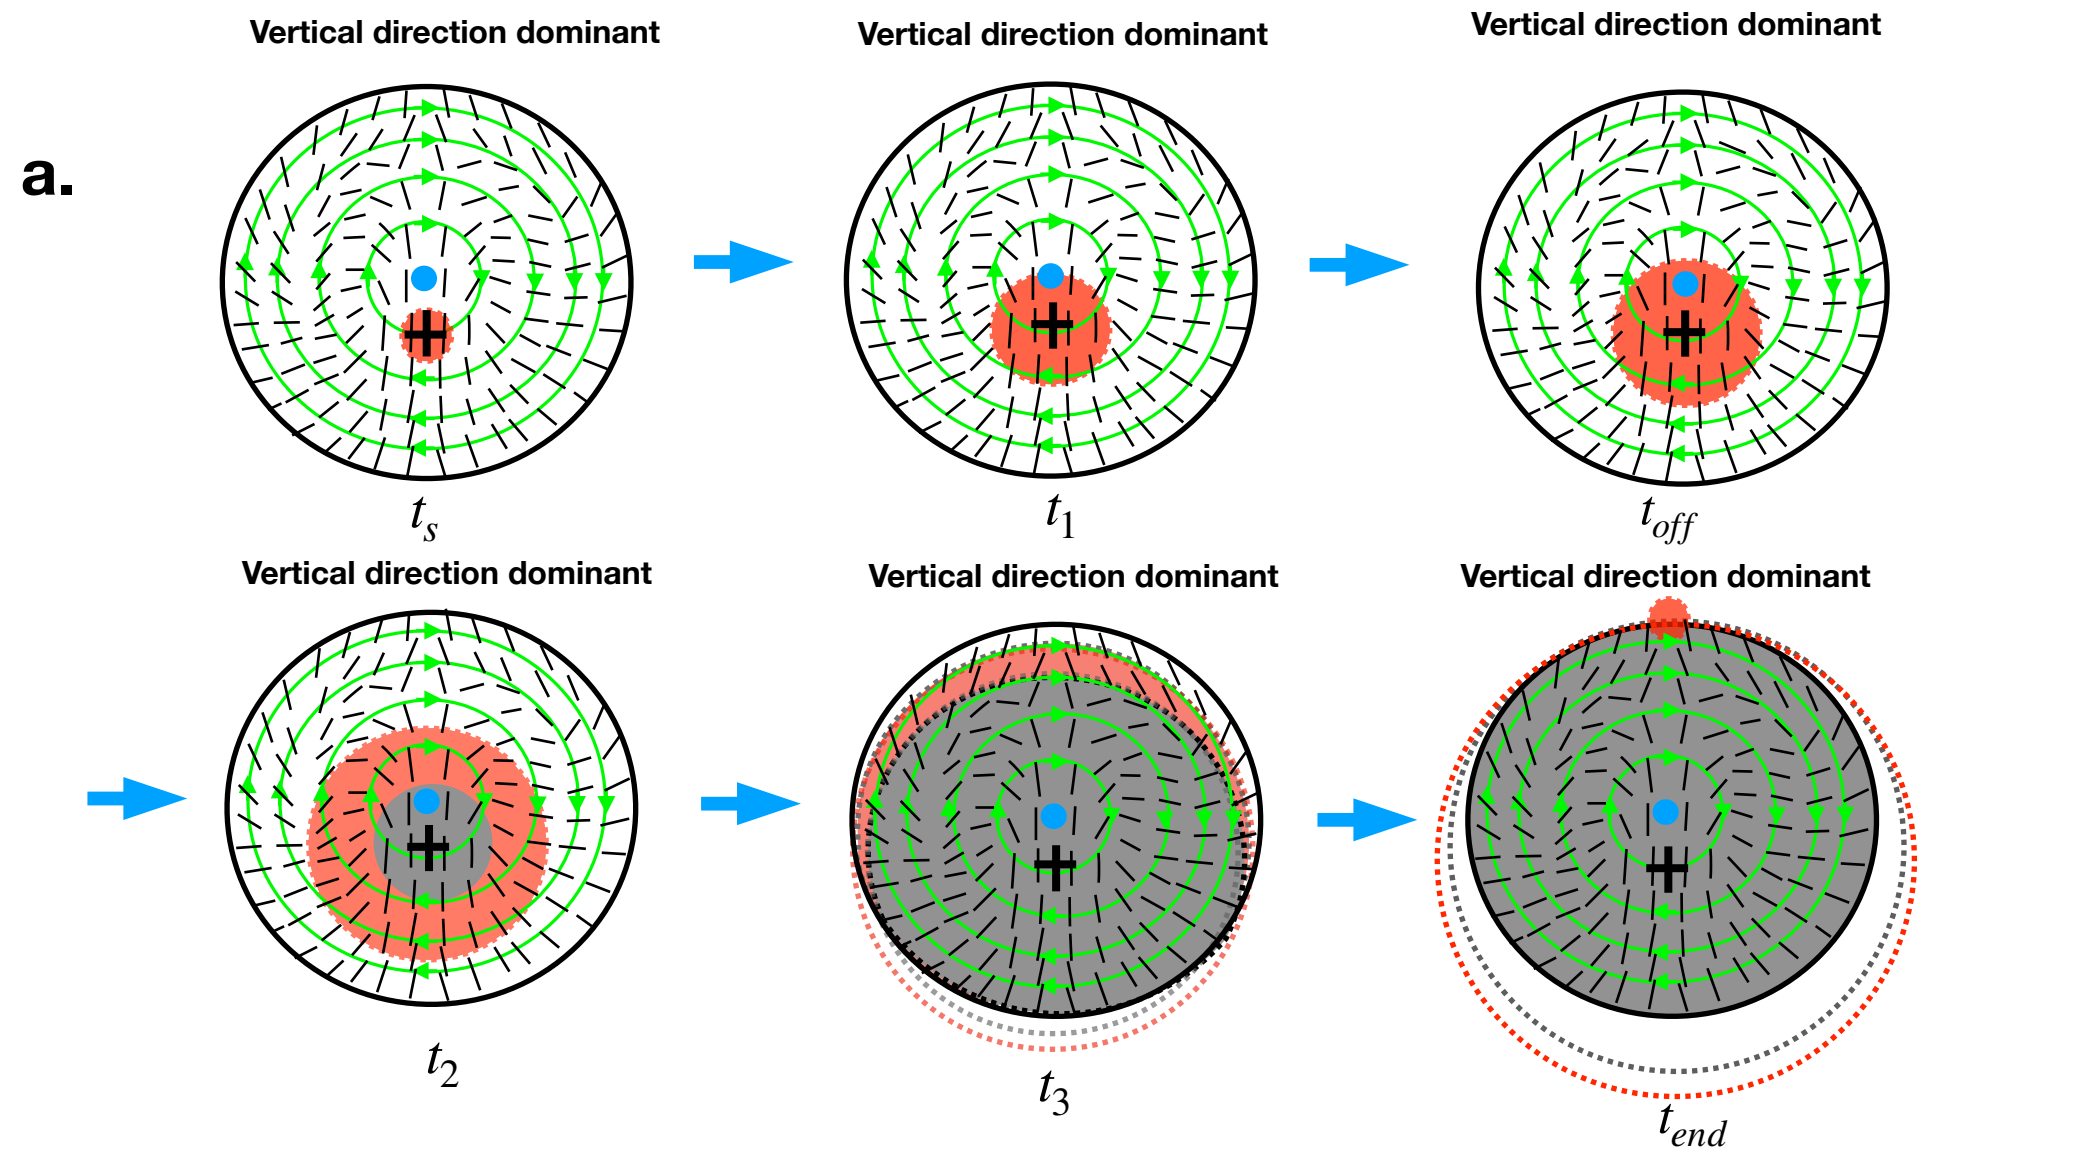 a.
Vertical direction dominant
Vertical direction dominant
Vertical direction dominant
t_s
t_1
t_off
Vertical direction dominant
Vertical direction dominant
Vertical direction dominant
t_2
t_3
t_end